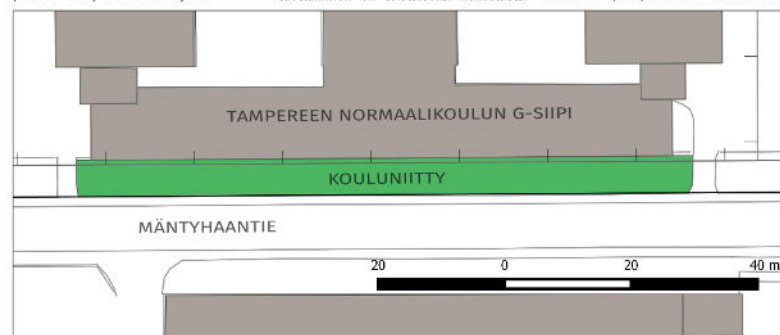 TAMPEREEN NORMAALIKOULUN G-SIIPI
KOULUNIITTY
MÄNTYHAANTIE
20 0 20 40 m